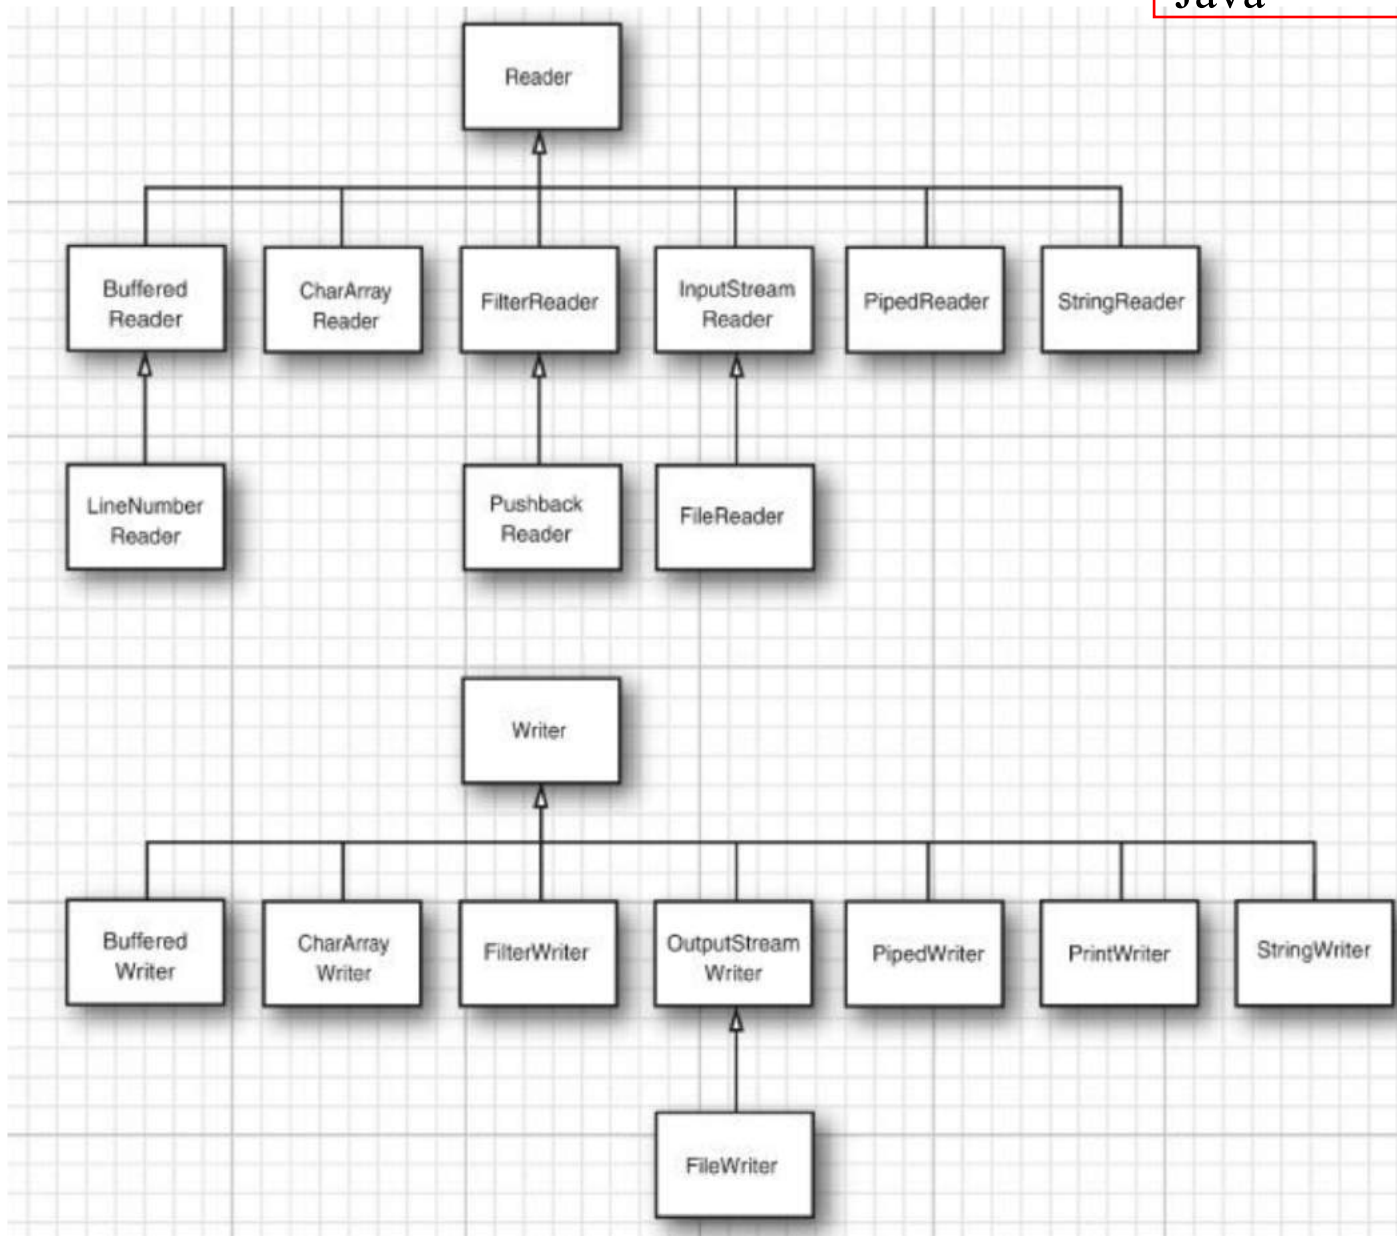 Java
Reader
Buffered
Reader
CharArray
Reader
FilterReader
InputStream
Reader
PipedReader
StringReader
LineNumber
Reader
Pushback
Reader
FileReader
Writer
Buffered
Writer
CharArray
Writer
FilterWriter
OutputStream
Writer
PipedWriter
PrintWriter
StringWriter
FileWriter